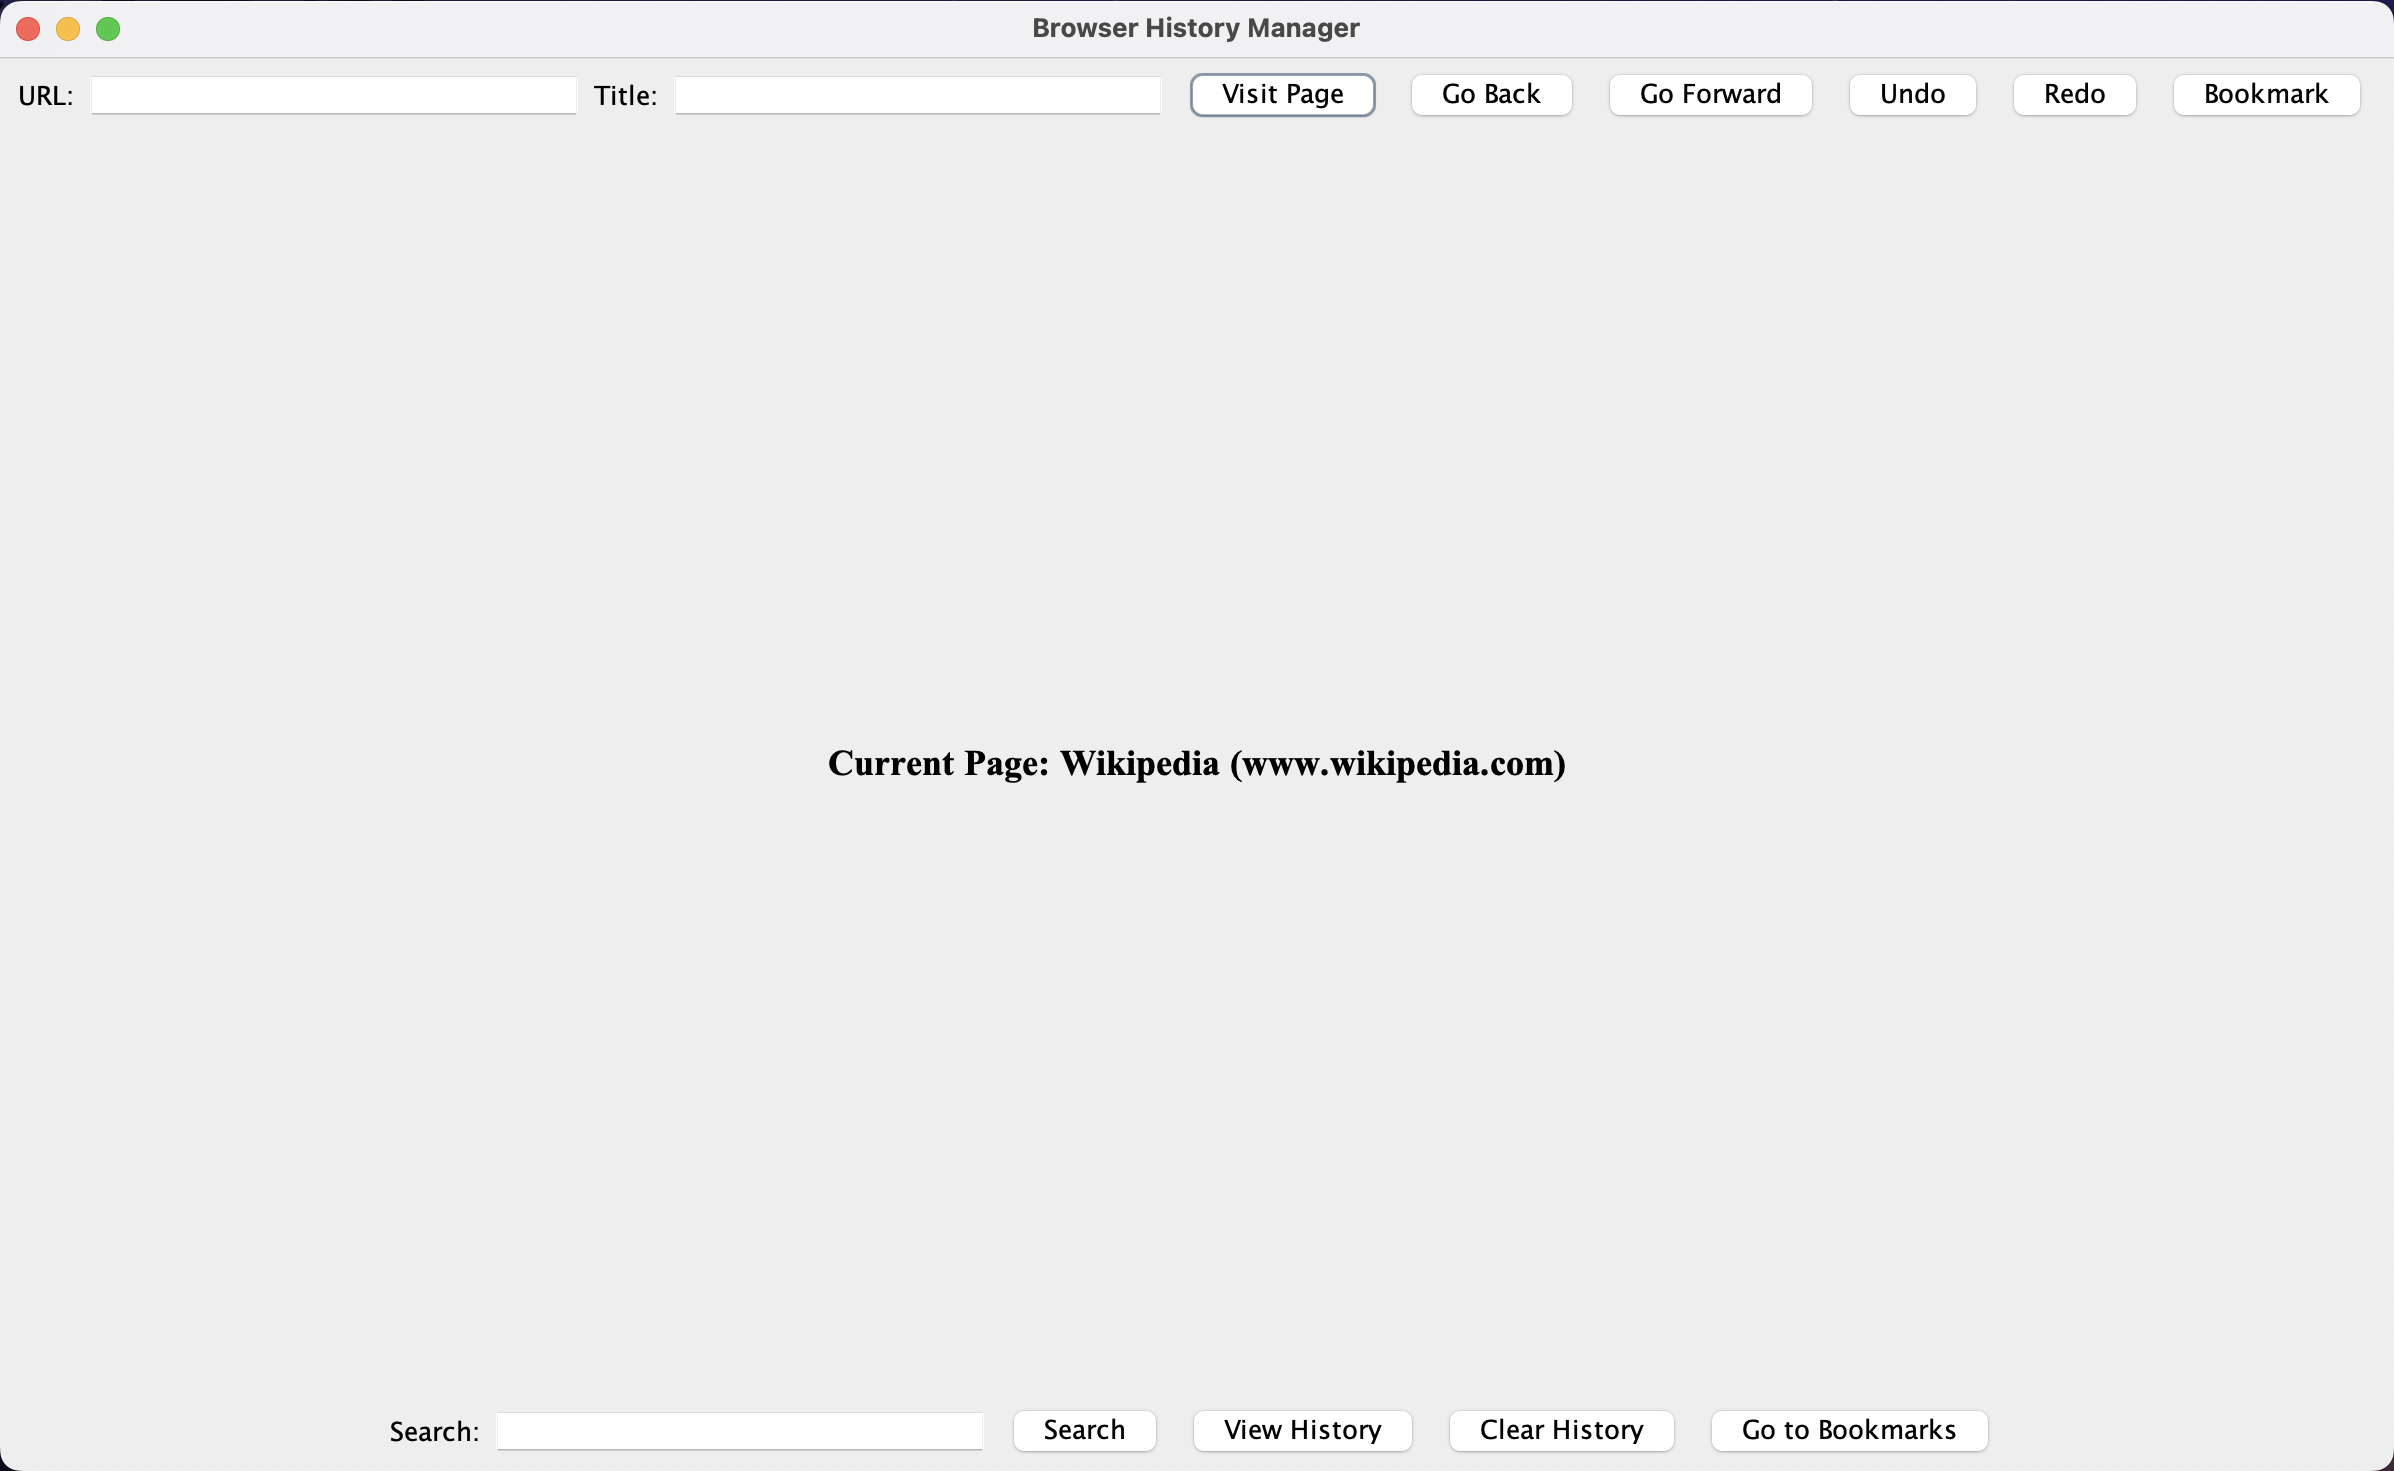 Browser History Manager
URL: Title: Visit Page Go Back Go Forward Undo Redo Bookmark
Current Page: Wikipedia (www.wikipedia.com)
Search: Search View History Clear History Go to Bookmarks